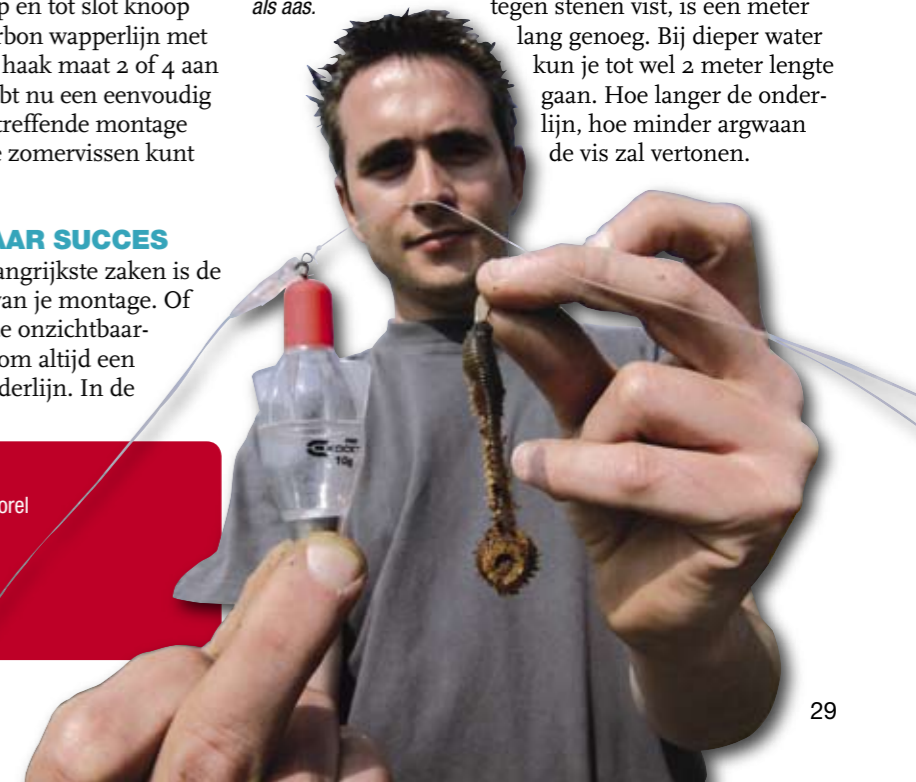 p en tot slot knoop
rbon wapperlijn met
haak maat 2 of 4 aan
bt nu een eenvoudig
treffende montage
e zomervissen kunt
AAR SUCCES
angrijkste zaken is de
van je montage. Of
e onzichtbaar-
om altijd een
derlijn. In de
orel
als aas.
tegen stenen vist, is een meter
lang genoeg. Bij dieper water
kun je tot wel 2 meter lengte
gaan. Hoe langer de onder-
lijn, hoe minder argwaan
de vis zal vertonen.
10g
29